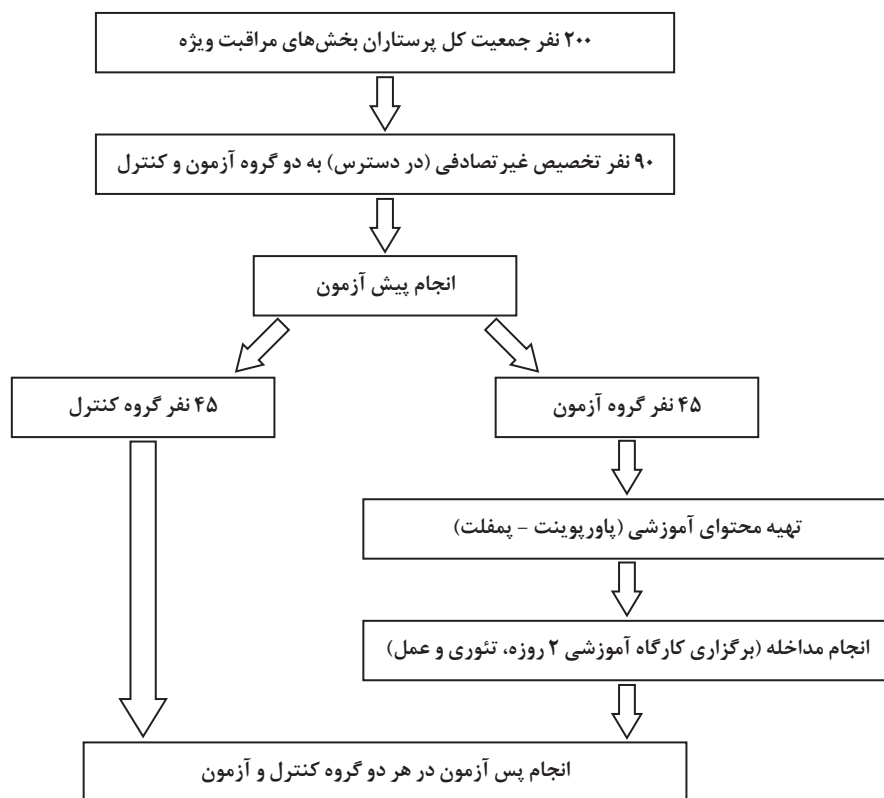 ۲۰۰ نفر جمعیت کل پرستاران بخش‌های مراقبت ویژه
۹۰ نفر تخصیص غیرتصادفی (در دسترس) به دو گروه آزمون و کنترل
انجام پیش آزمون
۴۵ نفر گروه آزمون
۴۵ نفر گروه کنترل
تهیه محتوای آموزشی (پاورپوینت - پمفلت)
انجام مداخله (برگزاری کارگاه آموزشی ۲ روزه، تئوری و عمل)
انجام پس آزمون در هر دو گروه کنترل و آزمون